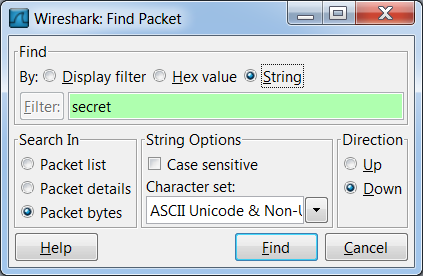 Wireshark: Find Packet
Find
By: Display filter Hex value String
Filter: secret
Search In String Options Direction
Packet list Case sensitive Up
Packet details Character set: Down
Packet bytes ASCII Unicode & Non-U
Help Find Cancel